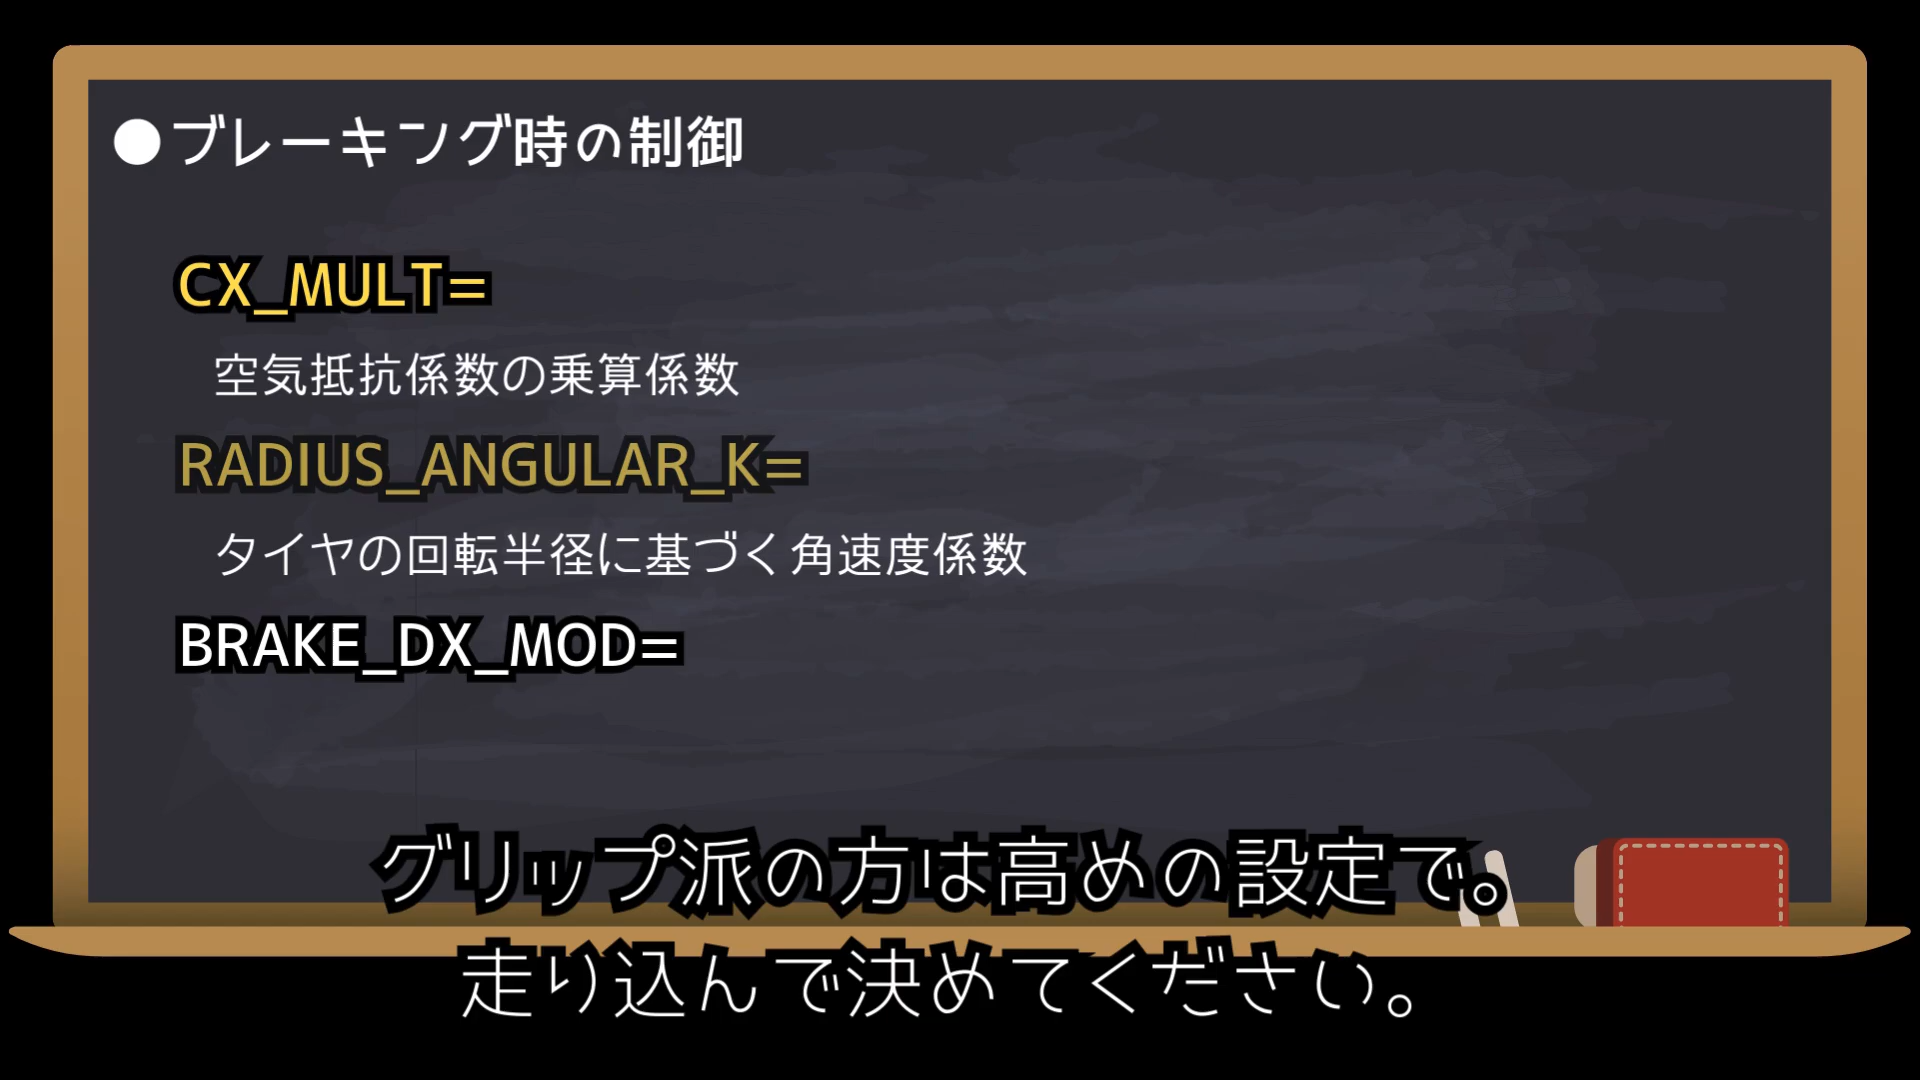 ●ブレーキング時の制御
CX_MULT=
空気抵抗係数の乗算係数
RADIUS_ANGULAR_K=
タイヤの回転半径に基づく角速度係数
BRAKE_DX_MOD=
グリップ派の方は高めの設定で。
走り込んで決めてください。